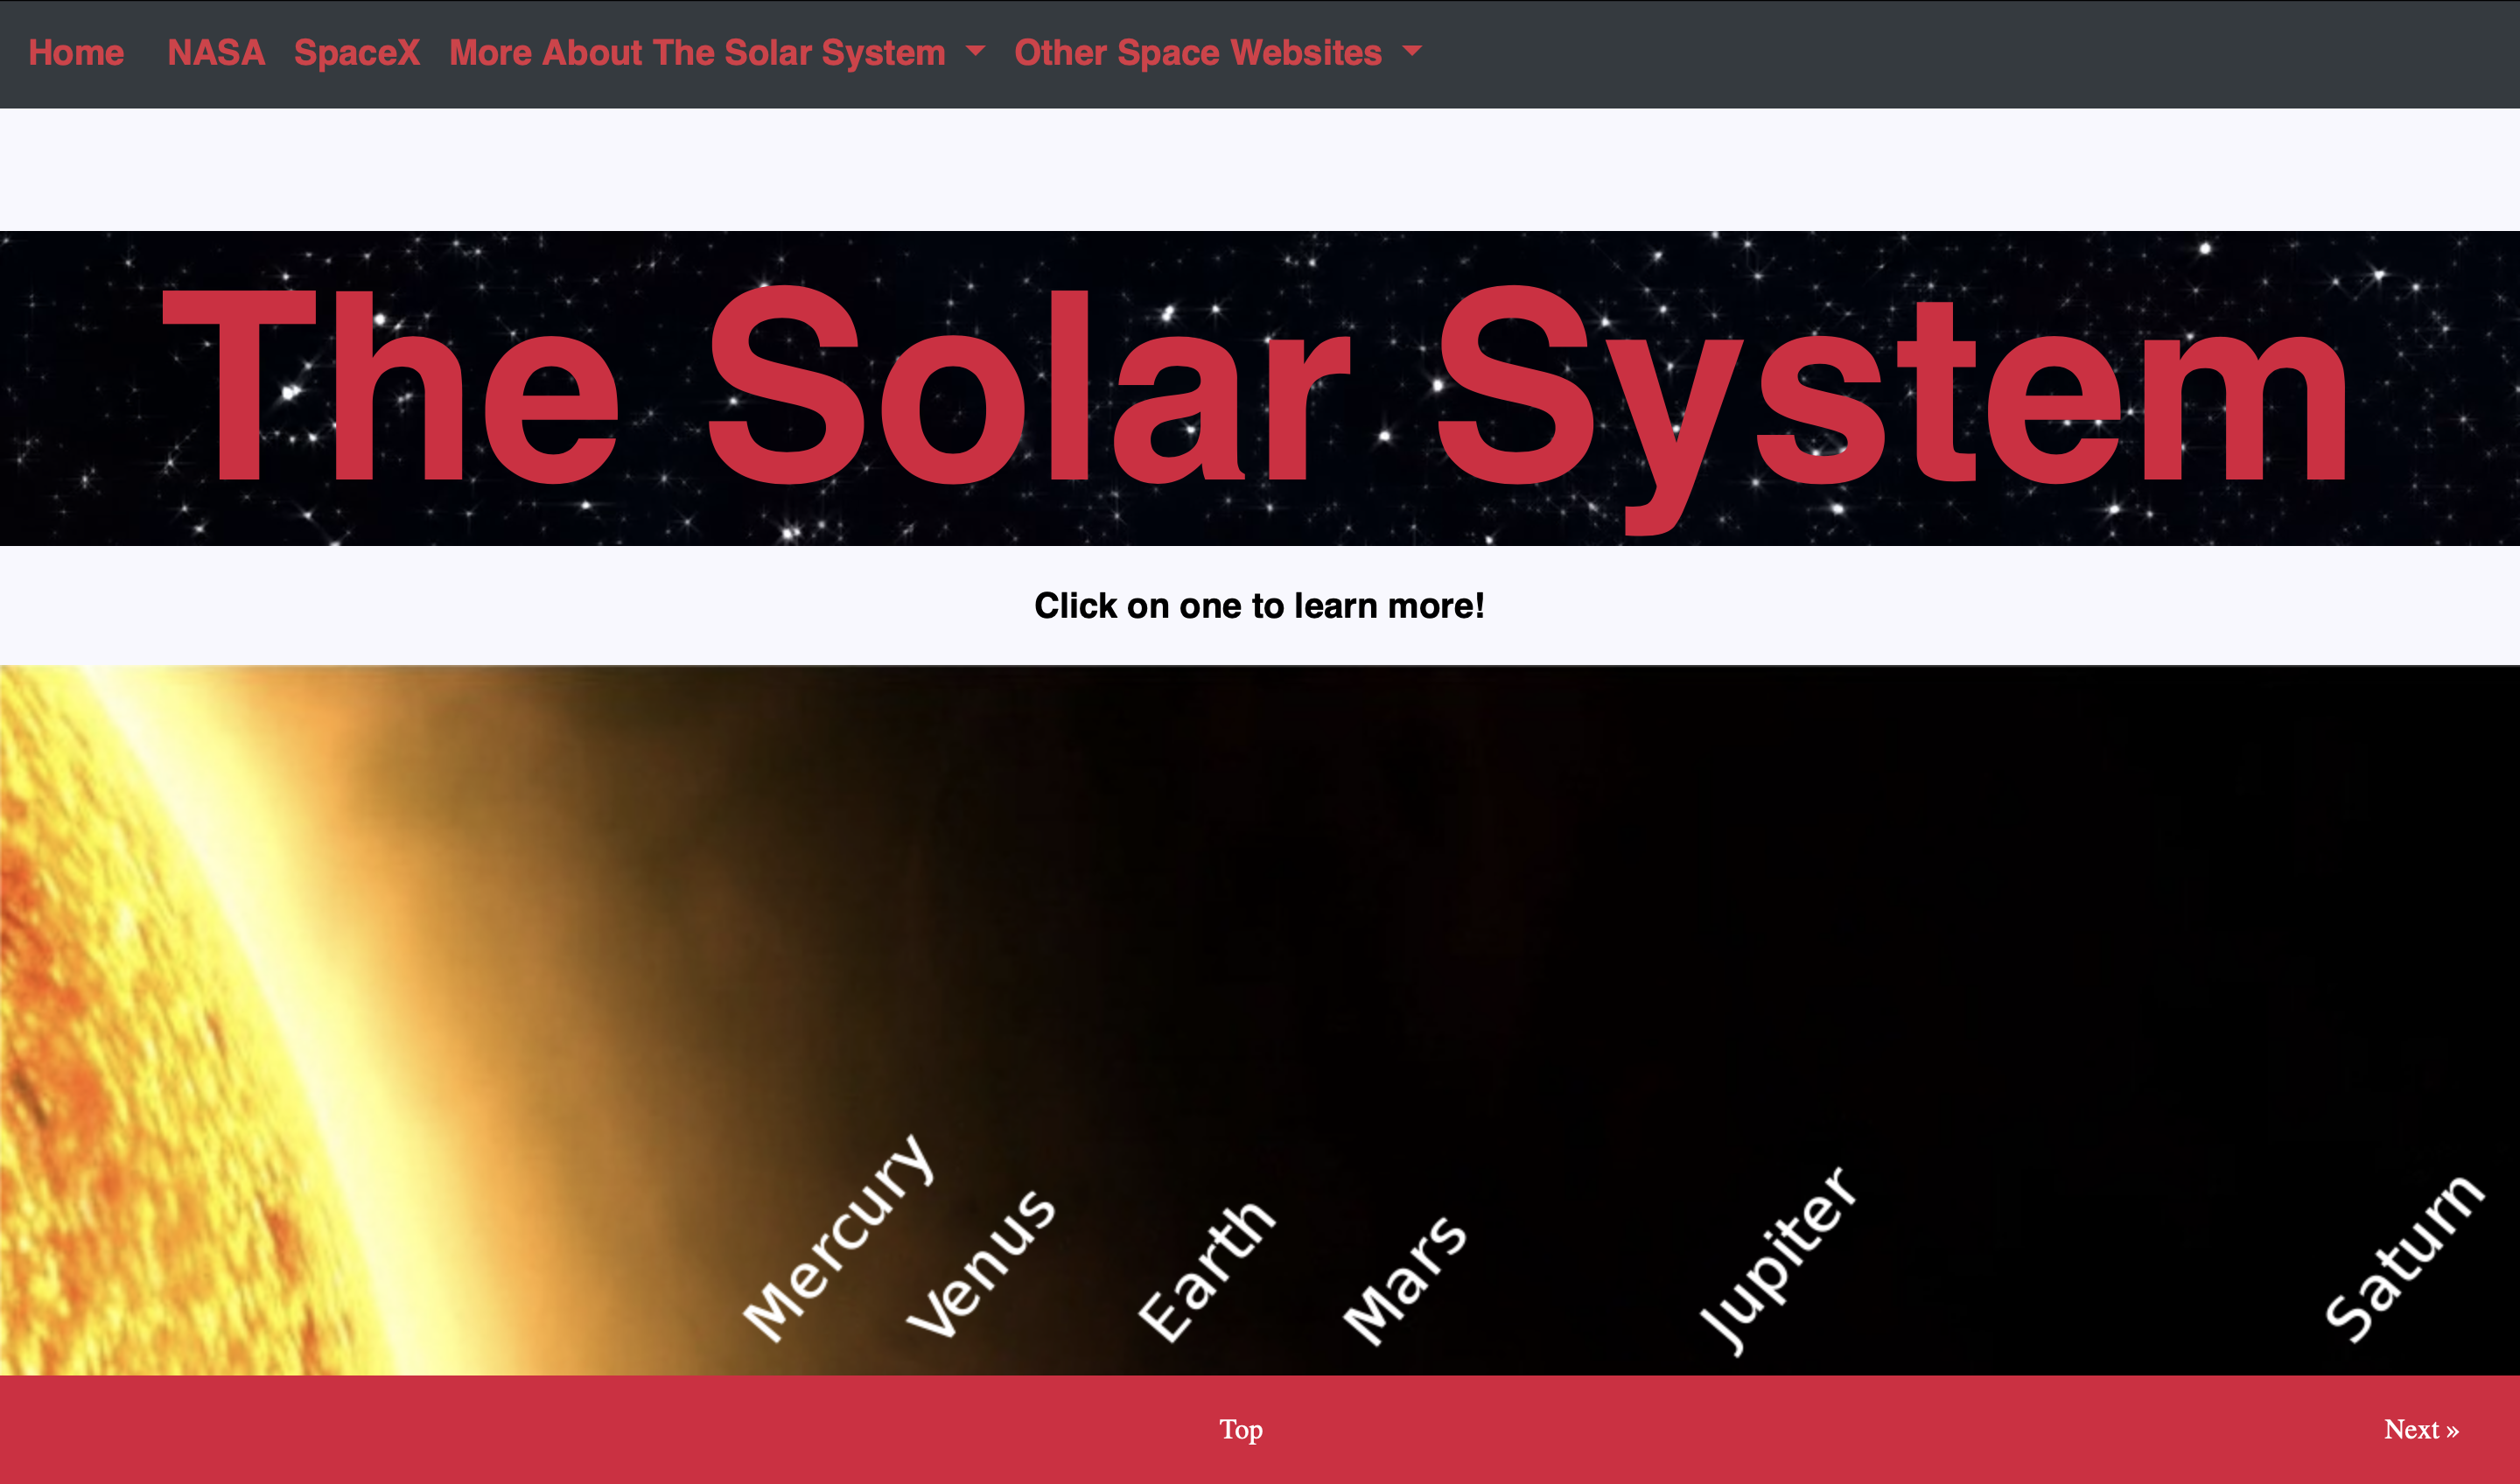 Home NASA SpaceX More About The Solar System Other Space Websites
The Solar System
Click on one to learn more!
Mercury
Venus
Earth
Mars
Jupiter
Saturn
Top Next »